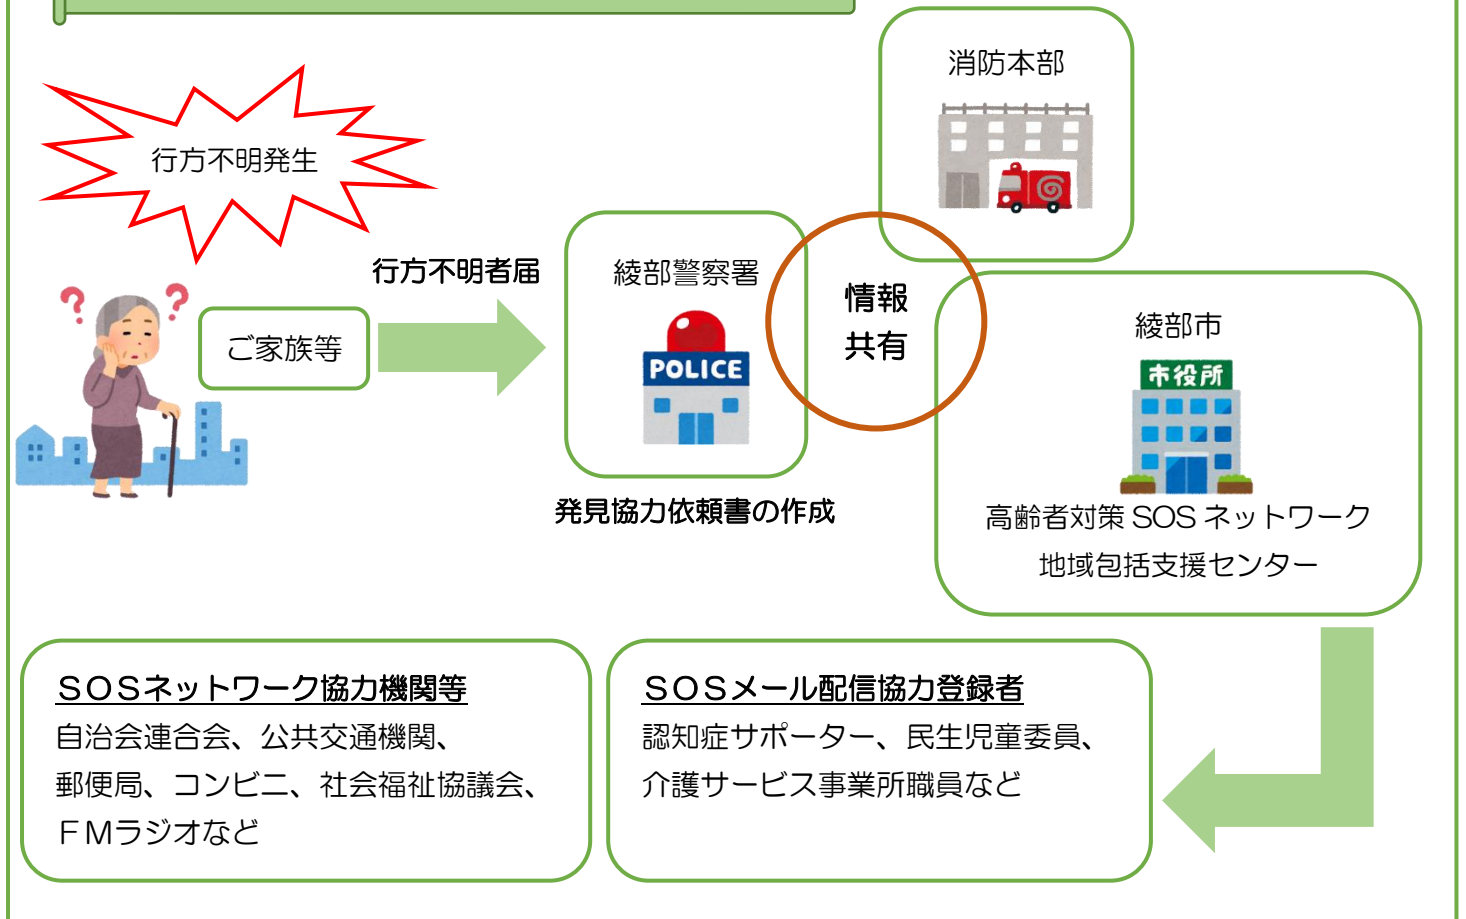 消防本部
行方不明発生
行方不明者届
ご家族等
綾部警察署
POLICE
情報
共有
綾部市
市役所
発見協力依頼書の作成
高齢者対策 SOS ネットワーク
地域包括支援センター
ＳＯＳネットワーク協力機関等
自治会連合会、公共交通機関、
郵便局、コンビニ、社会福祉協議会、
ＦＭラジオなど
ＳＯＳメール配信協力登録者
認知症サポーター、民生児童委員、
介護サービス事業所職員など